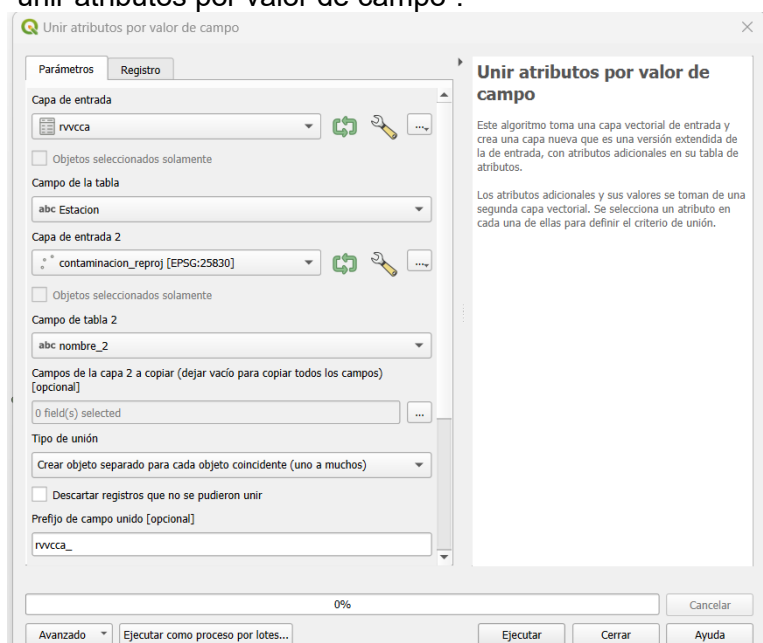 "unir atributos por valor de campo".
Unir atributos por valor de campo
Parámetros Registro
Capa de entrada
rvvcca
...
Objetos seleccionados solamente
Campo de la tabla
abc Estacion
Capa de entrada 2
contaminacion_reproj [EPSG:25830]
...
Objetos seleccionados solamente
Campo de tabla 2
abc nombre_2
Campos de la capa 2 a copiar (dejar vacío para copiar todos los campos)
[opcional]
0 field(s) selected
...
Tipo de unión
Crear objeto separado para cada objeto coincidente (uno a muchos)
Descartar registros que no se pudieron unir
Prefijo de campo unido [opcional]
rvvcca_
Unir atributos por valor de
campo
Este algoritmo toma una capa vectorial de entrada y
crea una capa nueva que es una versión extendida de
la de entrada, con atributos adicionales en su tabla de
atributos.
Los atributos adicionales y sus valores se toman de una
segunda capa vectorial. Se selecciona un atributo en
cada una de ellas para definir el criterio de unión.
0%
Cancelar
Avanzado
Ejecutar como proceso por lotes...
Ejecutar
Cerrar
Ayuda